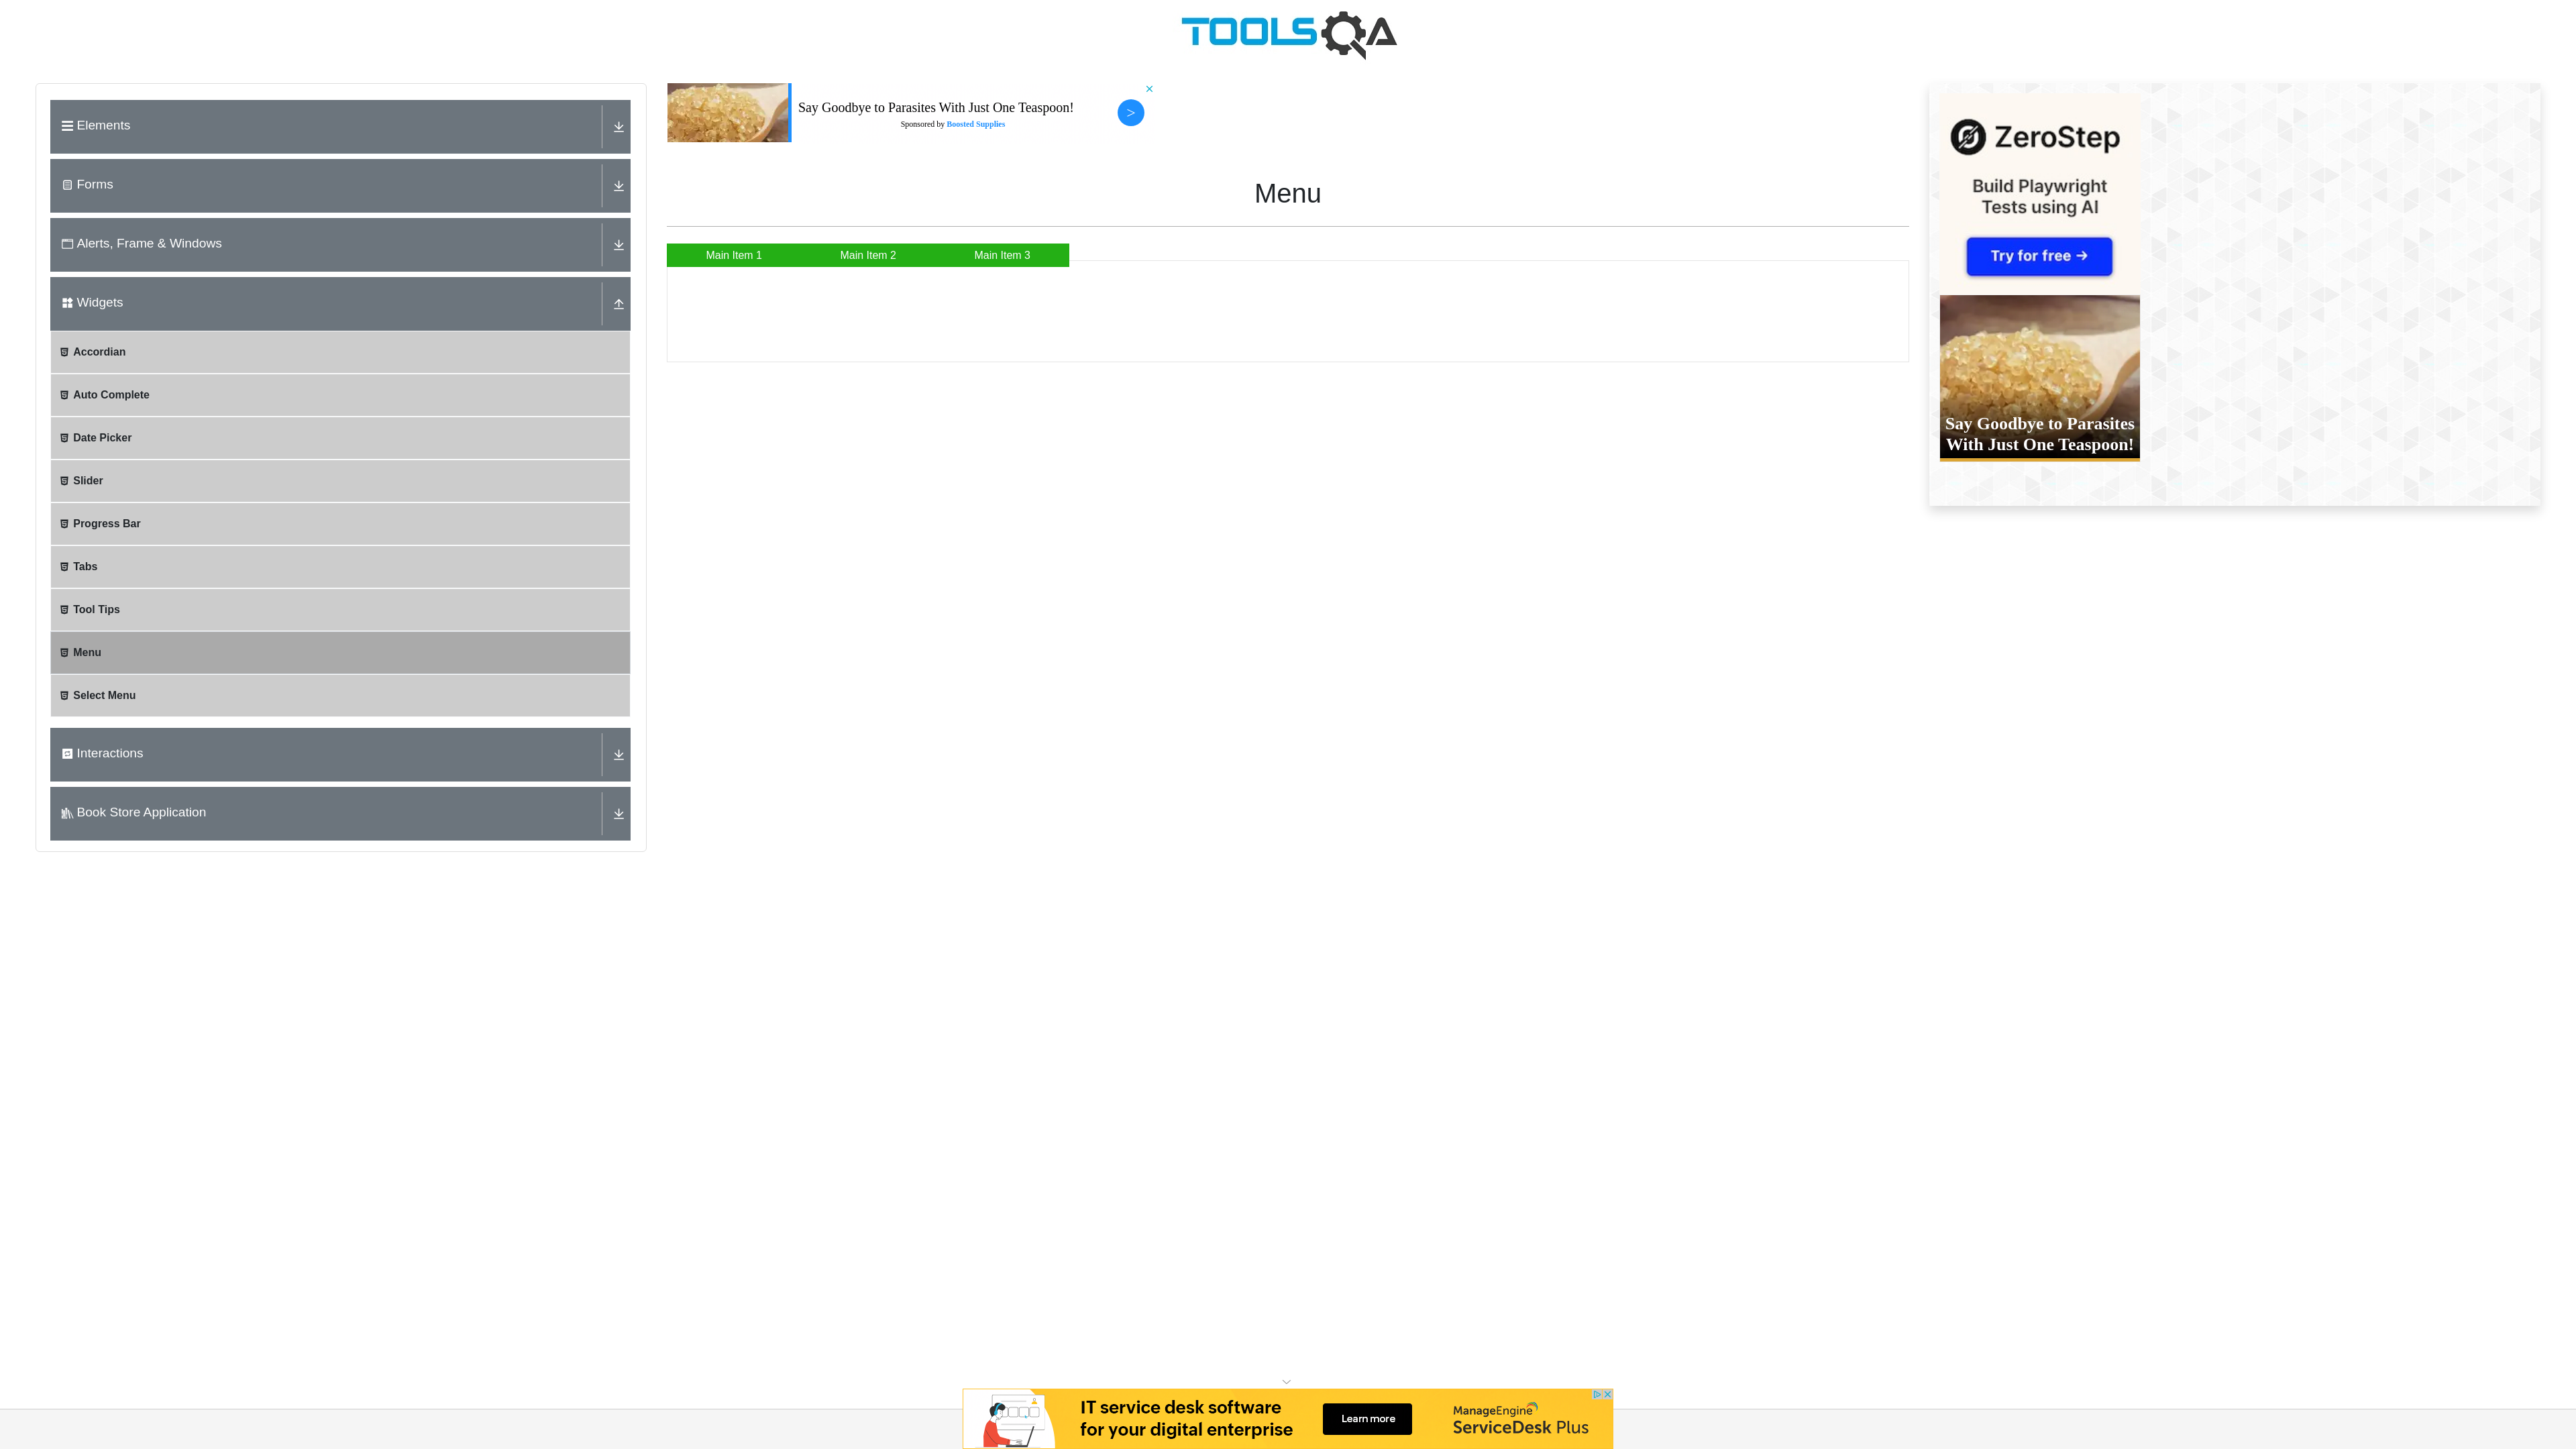 TOOLSQA
Elements
Forms
Alerts, Frame & Windows
Widgets
Accordian
Auto Complete
Date Picker
Slider
Progress Bar
Tabs
Tool Tips
Menu
Select Menu
Interactions
Book Store Application
Say Goodbye to Parasites With Just One Teaspoon!
Sponsored by Boosted Supplies
>
Menu
Main Item 1 Main Item 2 Main Item 3
ZeroStep
Build Playwright
Tests using AI
Try for free →
Say Goodbye to Parasites
With Just One Teaspoon!
IT service desk software
for your digital enterprise
Learn more
ManageEngine
ServiceDesk Plus